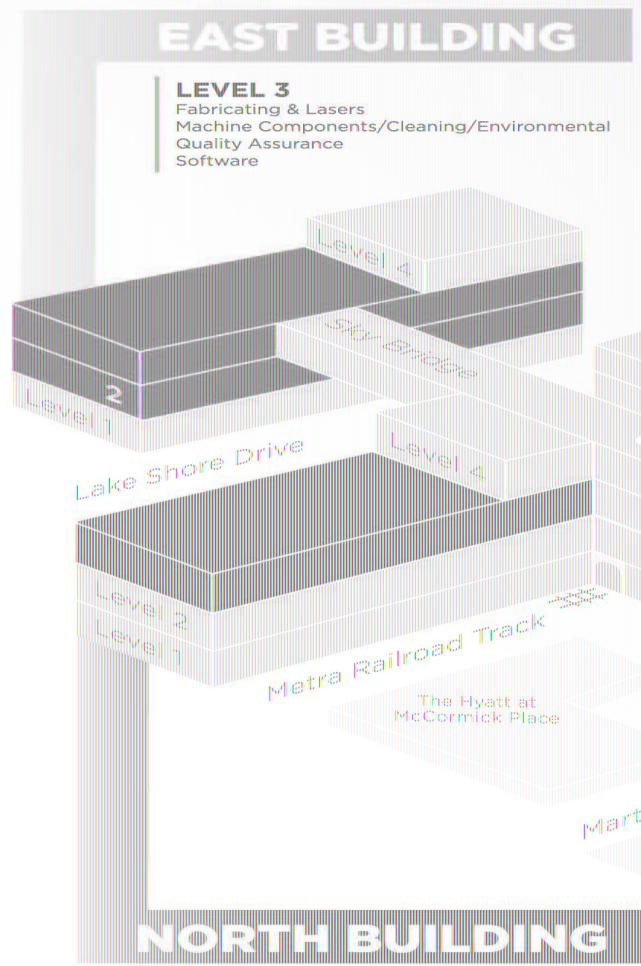 EAST BUILDING
LEVEL 3
Fabricating & Lasers
Machine Components/Cleaning/Environmental
Quality Assurance
Software
Level 4
Sky Bridge
2
Level 1
Lake Shore Drive
Level 4
Level 2
Level 1
Metra Railroad Track
The Hyatt at
McCormick Place
Mart
NORTH BUILDING